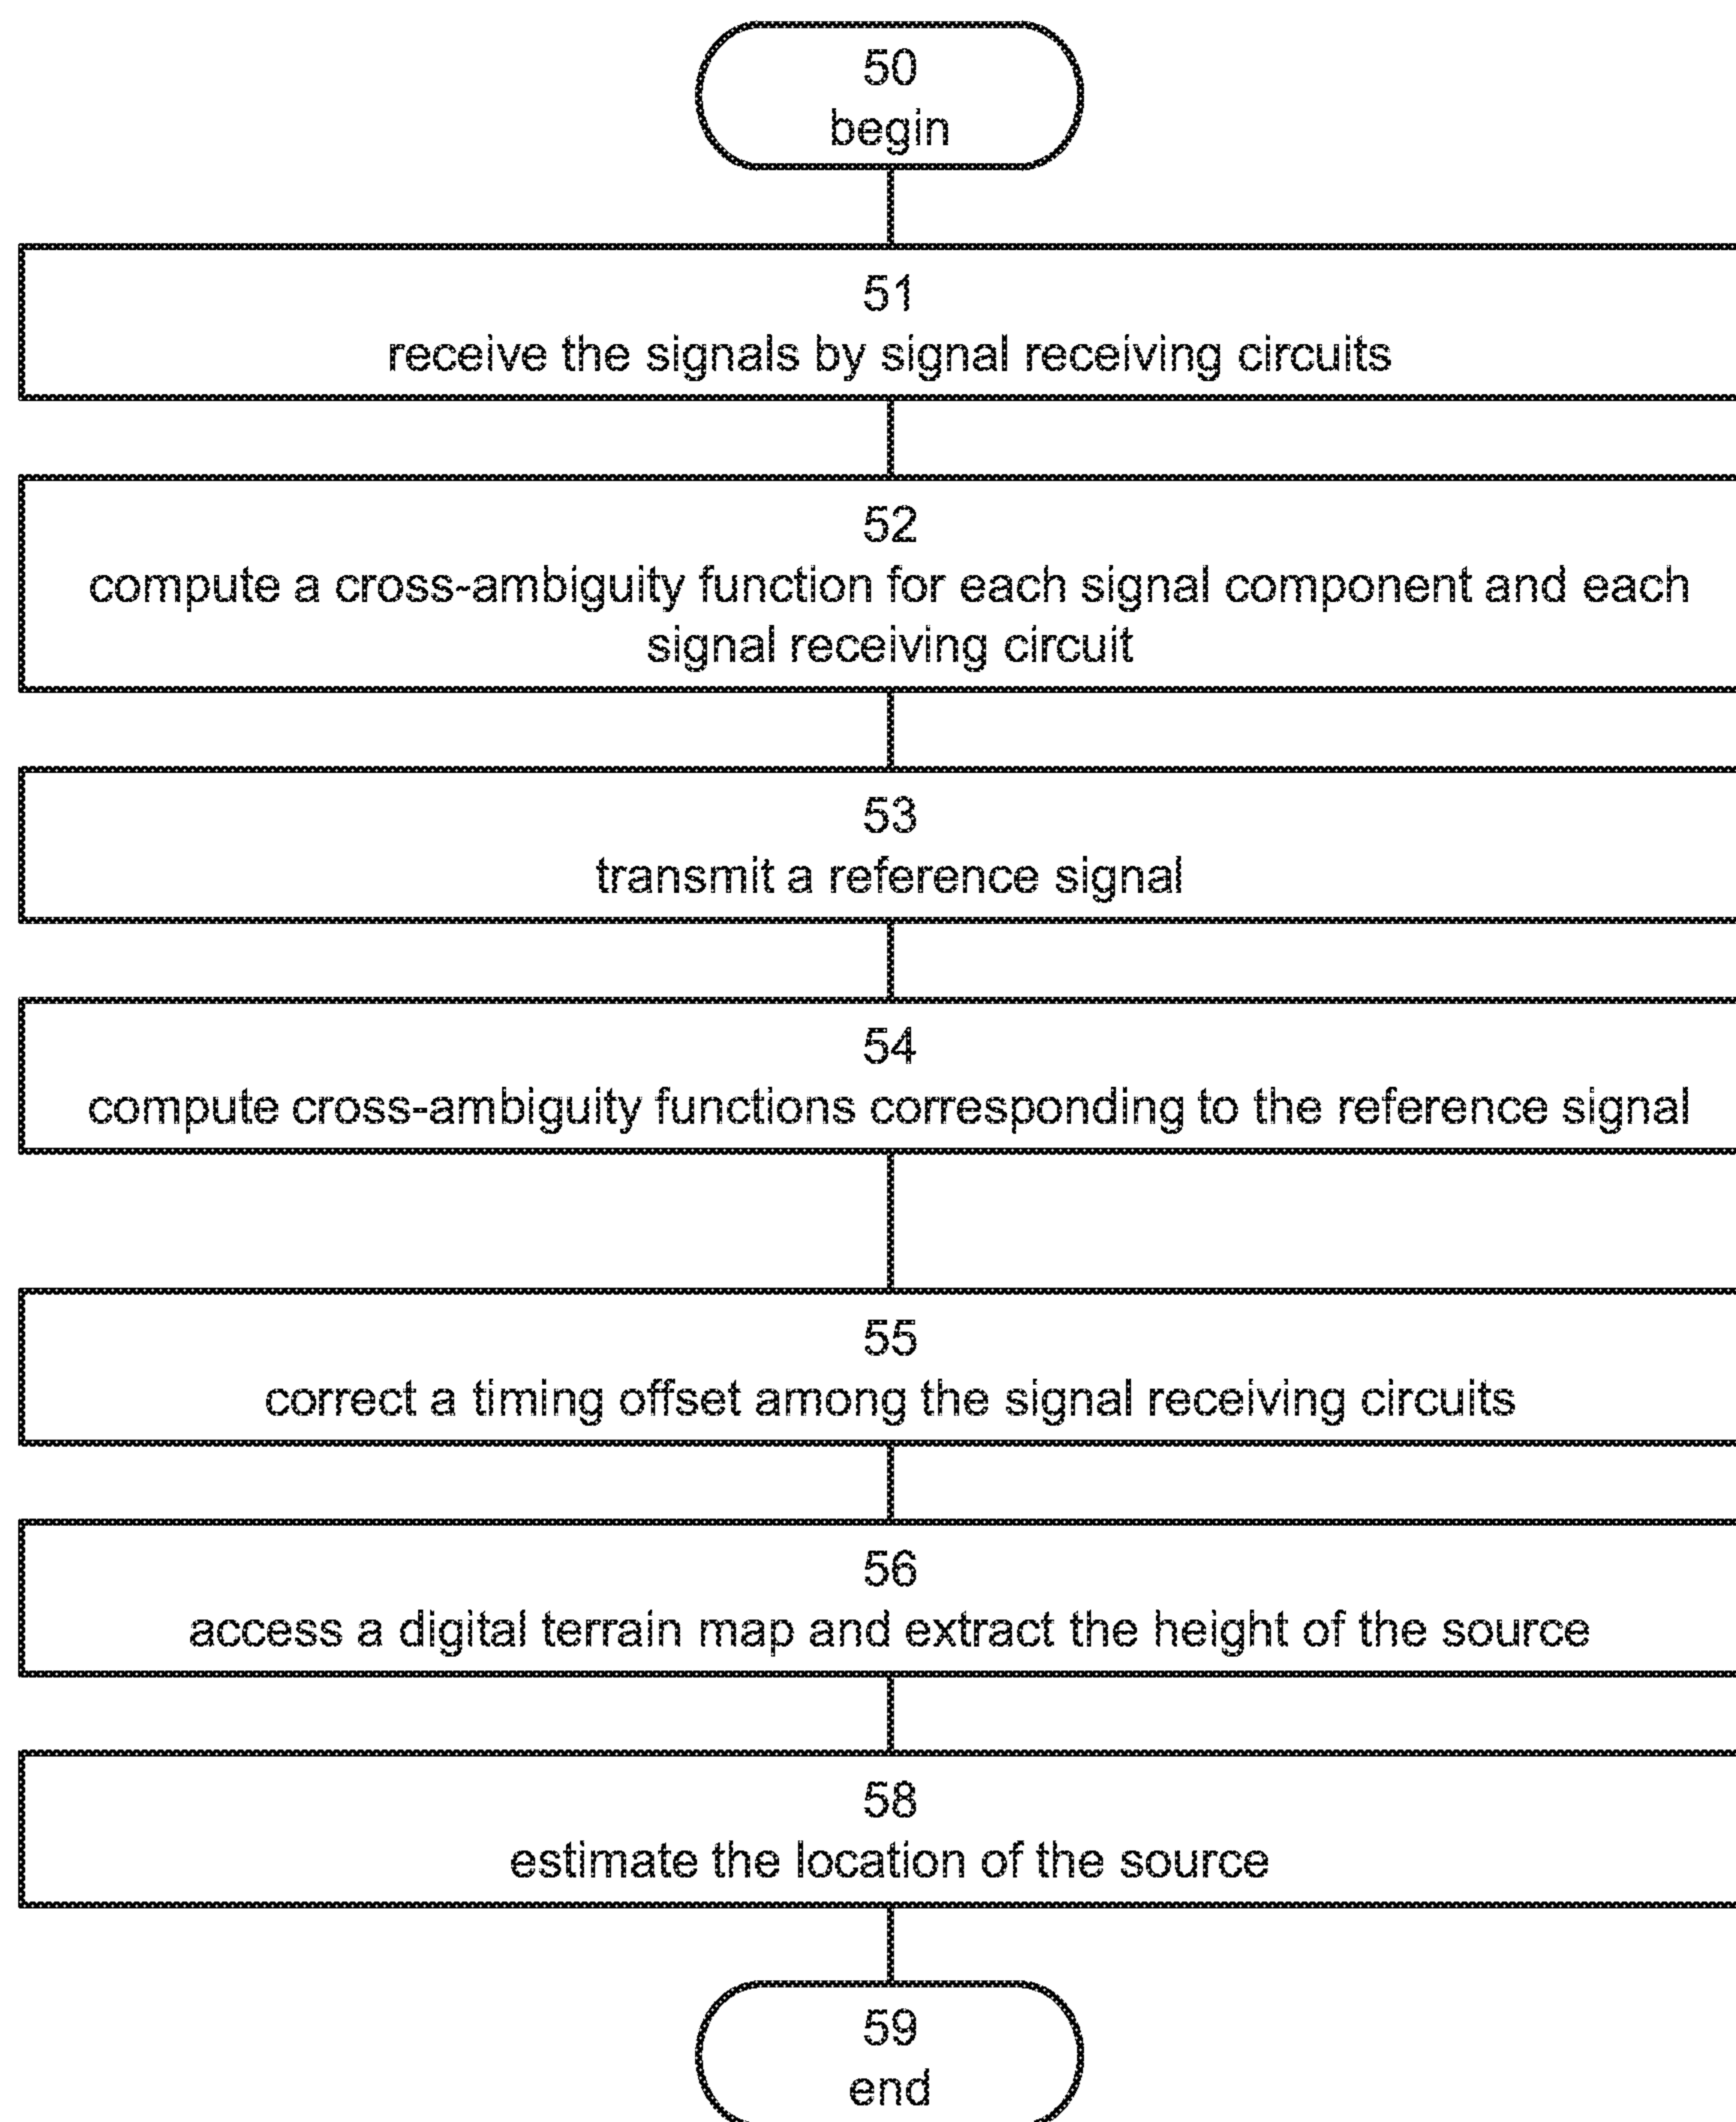 50
begin
51
receive the signals by signal receiving circuits
52
compute a cross-ambiguity function for each signal component and each
signal receiving circuit
53
transmit a reference signal
54
compute cross-ambiguity functions corresponding to the reference signal
55
correct a timing offset among the signal receiving circuits
56
access a digital terrain map and extract the height of the source
58
estimate the location of the source
59
end